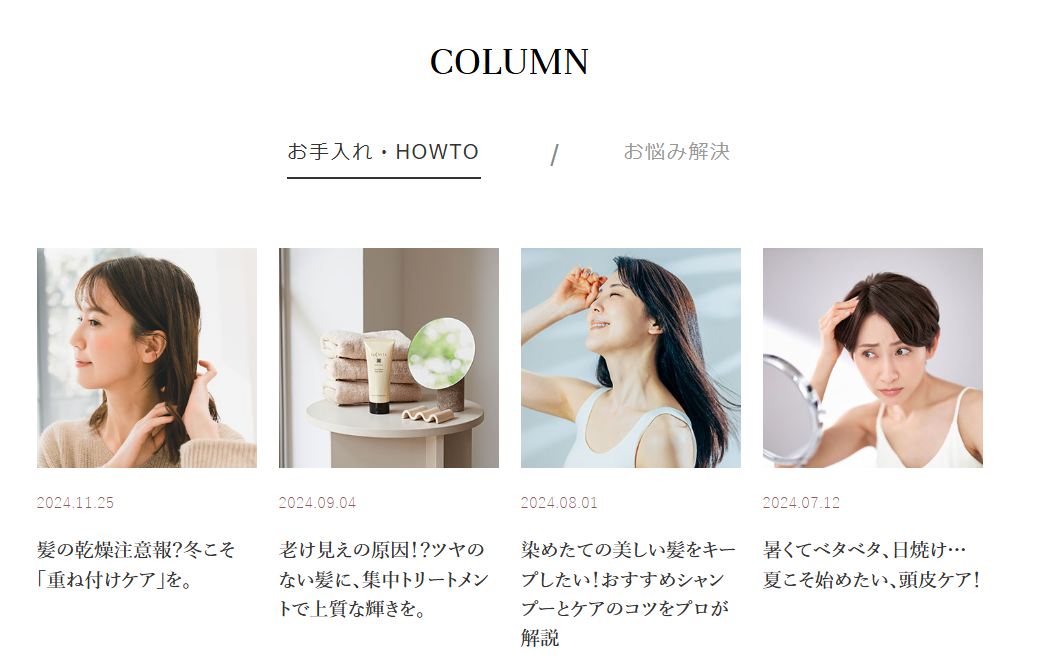 COLUMN
お手入れ・HOWTO
/
お悩み解決
2024.11.25
髪の乾燥注意報?冬こそ
「重ね付けケア」を。
2024.09.04
老け見えの原因!?ツヤの
ない髪に、集中トリートメン
トで上質な輝きを。
2024.08.01
染めたての美しい髪をキー
プしたい!おすすめシャン
プーとケアのコツをプロが
解説
2024.07.12
暑くてベタベタ、日焼け…
夏こそ始めたい、頭皮ケア!